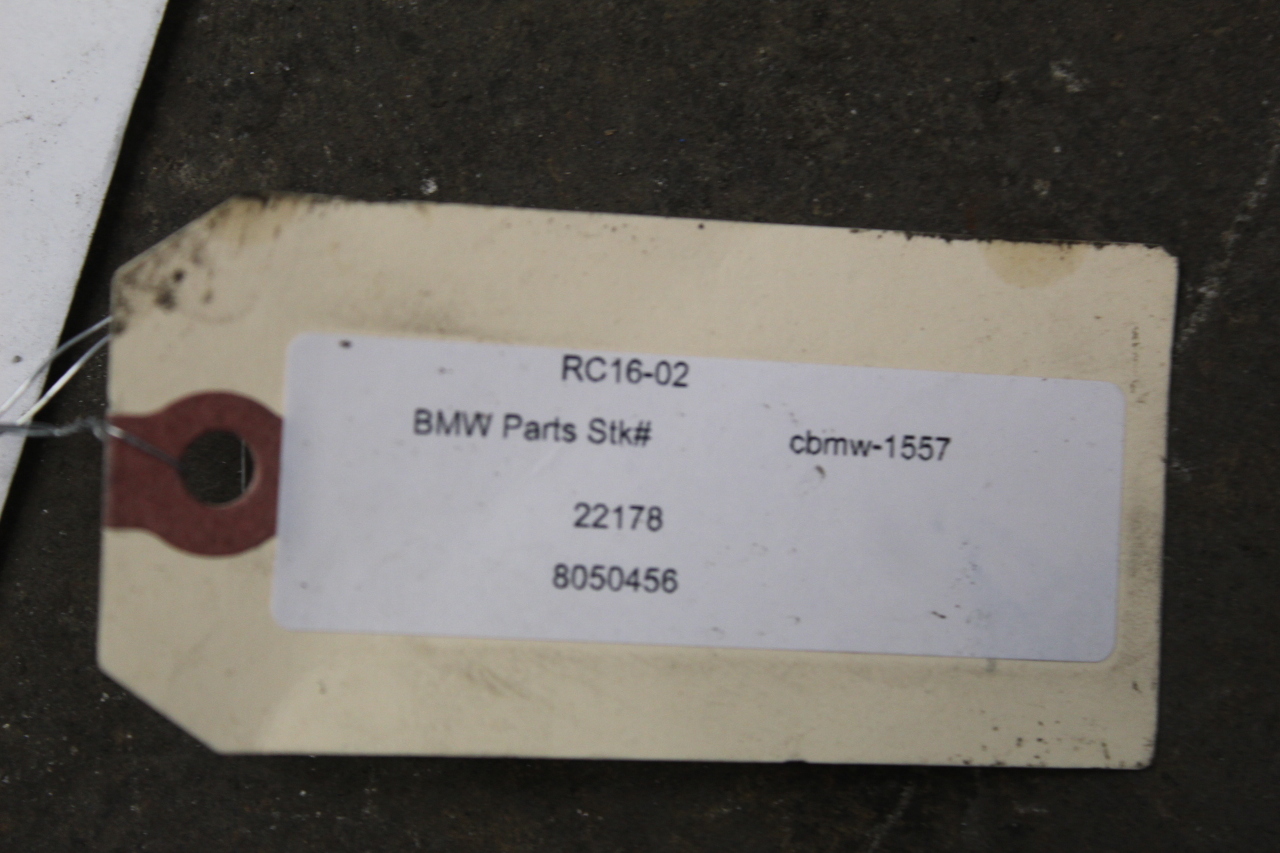 RC16-02
BMW Parts Stk# cbmw-1557
22178
8050456